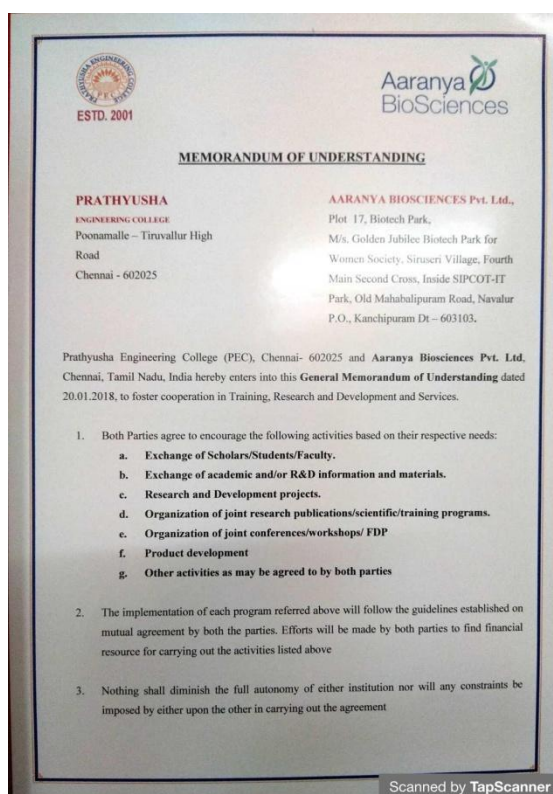 PRATHYUSHA ENGINEERING COLLEGE
PEC
ESTD. 2001
Aaranya
BioSciences
MEMORANDUM OF UNDERSTANDING
PRATHYUSHA
ENGINEERING COLLEGE
Poonamalle – Tiruvallur High
Road
Chennai - 602025
AARANYA BIOSCIENCES Pvt. Ltd.,
Plot 17, Biotech Park,
M/s. Golden Jubilee Biotech Park for
Women Society, Siruseri Village, Fourth
Main Second Cross, Inside SIPCOT-IT
Park, Old Mahabalipuram Road, Navalur
P.O., Kanchipuram Dt – 603103.
Prathyusha Engineering College (PEC), Chennai- 602025 and Aaranya Biosciences Pvt. Ltd,
Chennai, Tamil Nadu, India hereby enters into this General Memorandum of Understanding dated
20.01.2018, to foster cooperation in Training, Research and Development and Services.
1. Both Parties agree to encourage the following activities based on their respective needs:
a. Exchange of Scholars/Students/Faculty.
b. Exchange of academic and/or R&D information and materials.
c. Research and Development projects.
d. Organization of joint research publications/scientific/training programs.
e. Organization of joint conferences/workshops/ FDP
f. Product development
g. Other activities as may be agreed to by both parties
2. The implementation of each program referred above will follow the guidelines established on
mutual agreement by both the parties. Efforts will be made by both parties to find financial
resource for carrying out the activities listed above
3. Nothing shall diminish the full autonomy of either institution nor will any constraints be
imposed by either upon the other in carrying out the agreement
Scanned by TapScanner